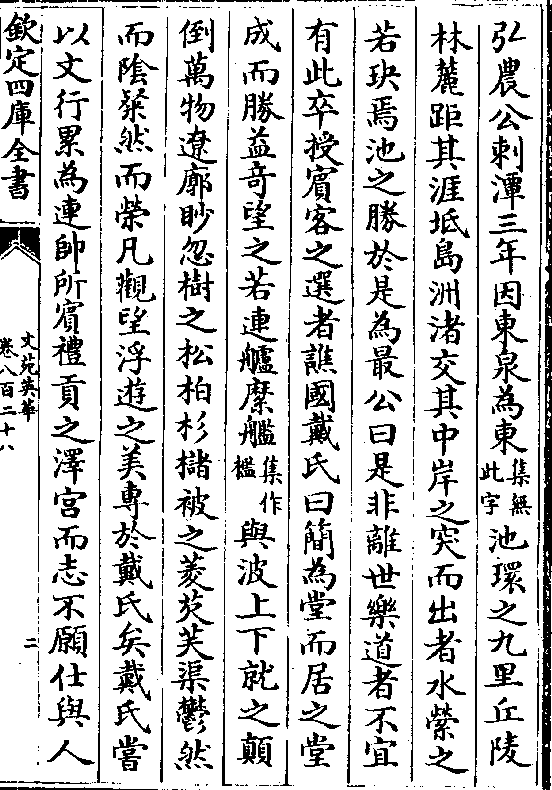 弘農公刺潭三年因東泉為東集無此字池環之九里丘陵
林麓距其涯坻島洲渚交其中岸之突而出者水縈之
若玦焉池之勝於是為最公曰是非離世樂道者不宜
有此卒授賓客之選者譙國戴氏曰簡為堂而居之堂
成而勝益竒望之若連艫縻艦集作檻與波上下就之顛
倒萬物遼廓眇忽樹之松柏杉櫧被之菱芡芙渠鬱然
而隂粲然而榮凡觀望浮遊之美專於戴氏矣戴氏嘗
以文行累為連帥所賓禮貢之澤宮而志不願仕與人
欽定四庫全書
文苑英華
卷八百二十八
二